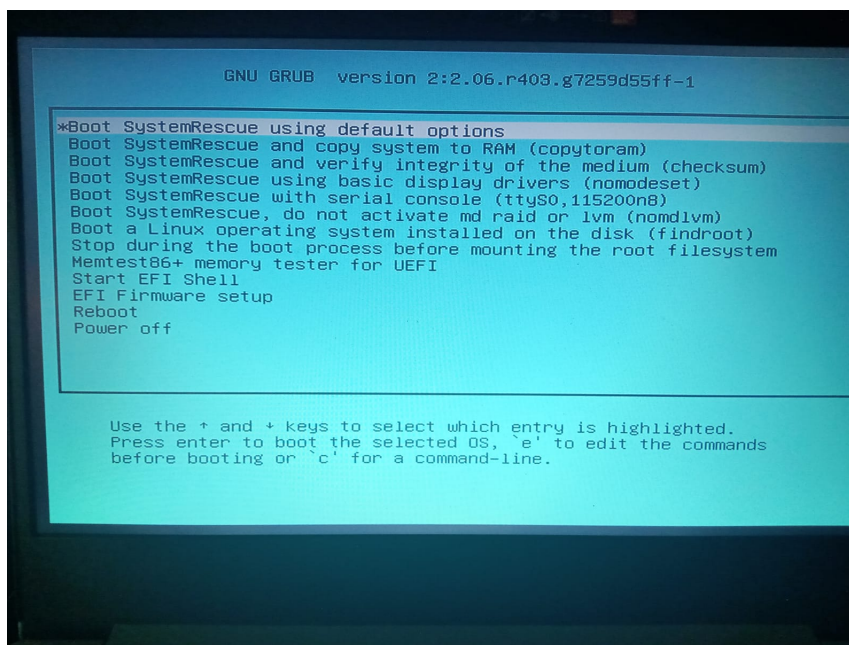 GNU GRUB version 2:2.06.r403.g7259d55ff-1
*Boot SystemRescue using default options
Boot SystemRescue and copy system to RAM (copytoram)
Boot SystemRescue and verify integrity of the medium (checksum)
Boot SystemRescue using basic display drivers (nomodeset)
Boot SystemRescue with serial console (ttyS0,115200n8)
Boot SystemRescue, do not activate md raid or lvm (nomdlvm)
Boot a Linux operating system installed on the disk (findroot)
Stop during the boot process before mounting the root filesystem
Memtest86+ memory tester for UEFI
Start EFI Shell
EFI Firmware setup
Reboot
Power off
Use the ↑ and ↓ keys to select which entry is highlighted.
Press enter to boot the selected OS, `e' to edit the commands
before booting or `c' for a command-line.